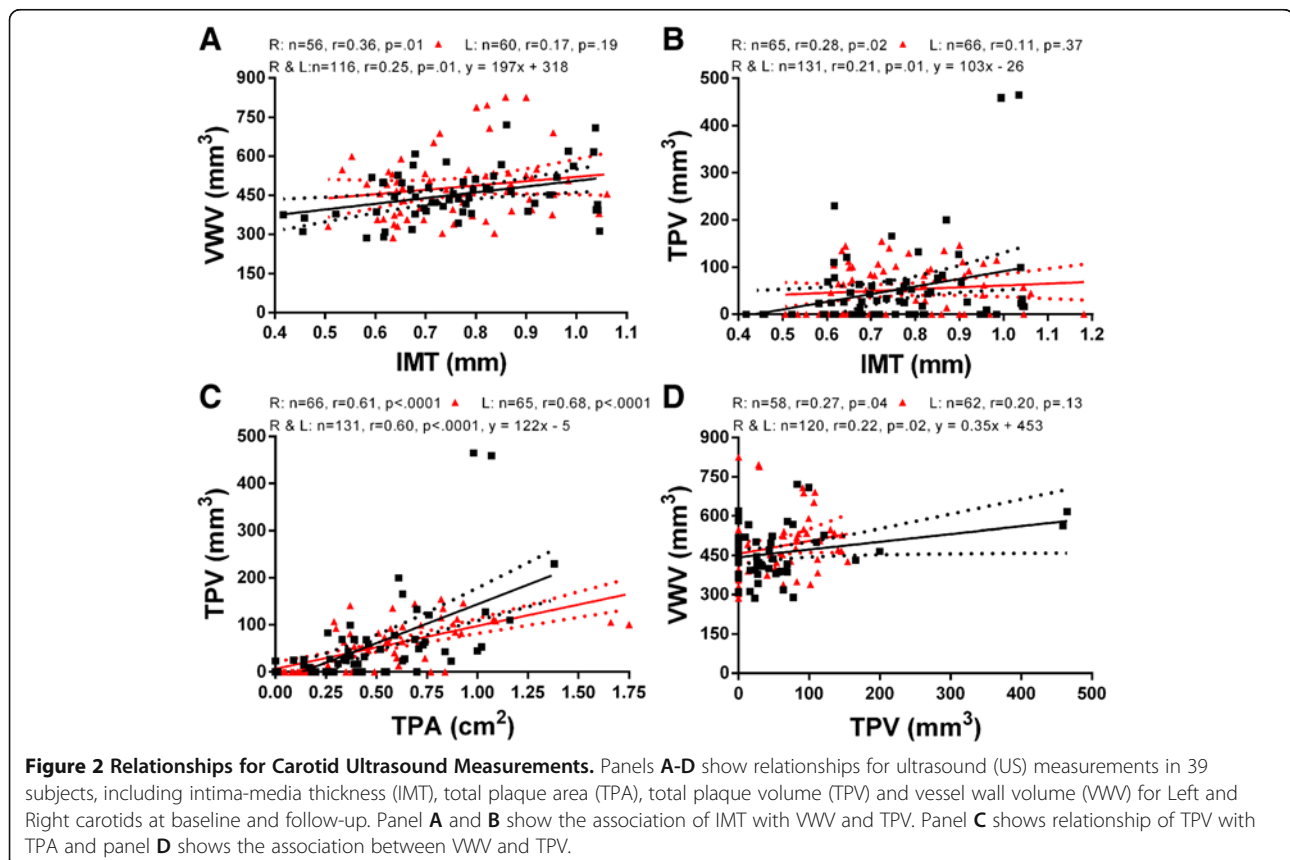 A
R: n=56, r=0.36, p=.01 ▲ L: n=60, r=0.17, p=.19
R & L:n=116, r=0.25, p=.01, y = 197x + 318
900
750
600
450
300
150
0
VWV (mm³)
0.4 0.5 0.6 0.7 0.8 0.9 1.0 1.1
IMT (mm)
B
R: n=65, r=0.28, p=.02 ▲ L: n=66, r=0.11, p=.37
R & L: n=131, r=0.21, p=.01, y = 103x - 26
500
400
300
200
100
0
TPV (mm³)
0.4 0.5 0.6 0.7 0.8 0.9 1.0 1.1 1.2
IMT (mm)
C
R: n=66, r=0.61, p<.0001 ▲ L: n=65, r=0.68, p<.0001
R & L: n=131, r=0.60, p<.0001, y = 122x - 5
500
400
300
200
100
0
TPV (mm³)
0.00 0.25 0.50 0.75 1.00 1.25 1.50 1.75
TPA (cm²)
D
R: n=58, r=0.27, p=.04 ▲ L: n=62, r=0.20, p=.13
R & L: n=120, r=0.22, p=.02, y = 0.35x + 453
900
750
600
450
300
150
0
VWV (mm³)
0 100 200 300 400 500
TPV (mm³)
Figure 2 Relationships for Carotid Ultrasound Measurements. Panels A-D show relationships for ultrasound (US) measurements in 39
subjects, including intima-media thickness (IMT), total plaque area (TPA), total plaque volume (TPV) and vessel wall volume (VWV) for Left and
Right carotids at baseline and follow-up. Panel A and B show the association of IMT with VWV and TPV. Panel C shows relationship of TPV with
TPA and panel D shows the association between VWV and TPV.